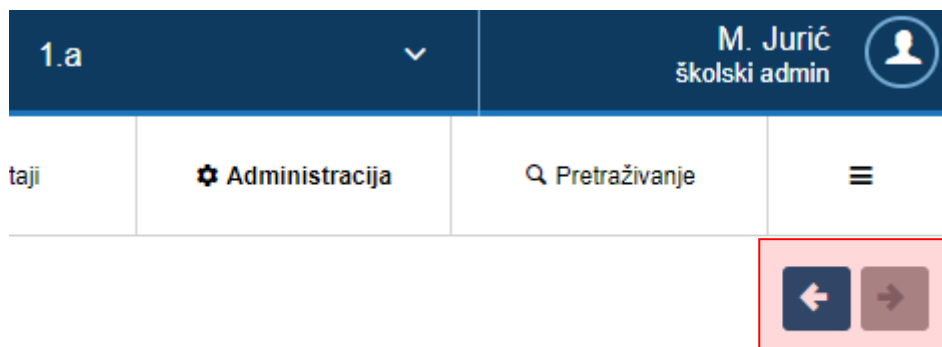 1.a
M. Jurić
školski admin
taji
Administracija
Pretraživanje